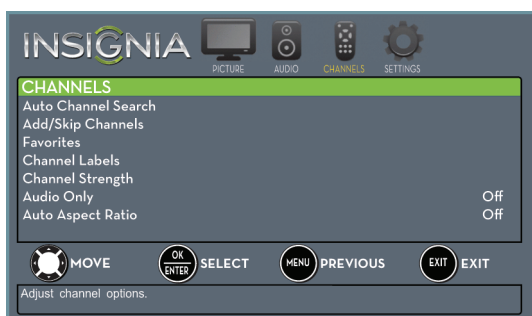 INSIGNIA
PICTURE AUDIO CHANNELS SETTINGS
CHANNELS
Auto Channel Search
Add/Skip Channels
Favorites
Channel Labels
Channel Strength
Audio Only Off
Auto Aspect Ratio Off
MOVE OK ENTER SELECT MENU PREVIOUS EXIT EXIT
Adjust channel options.